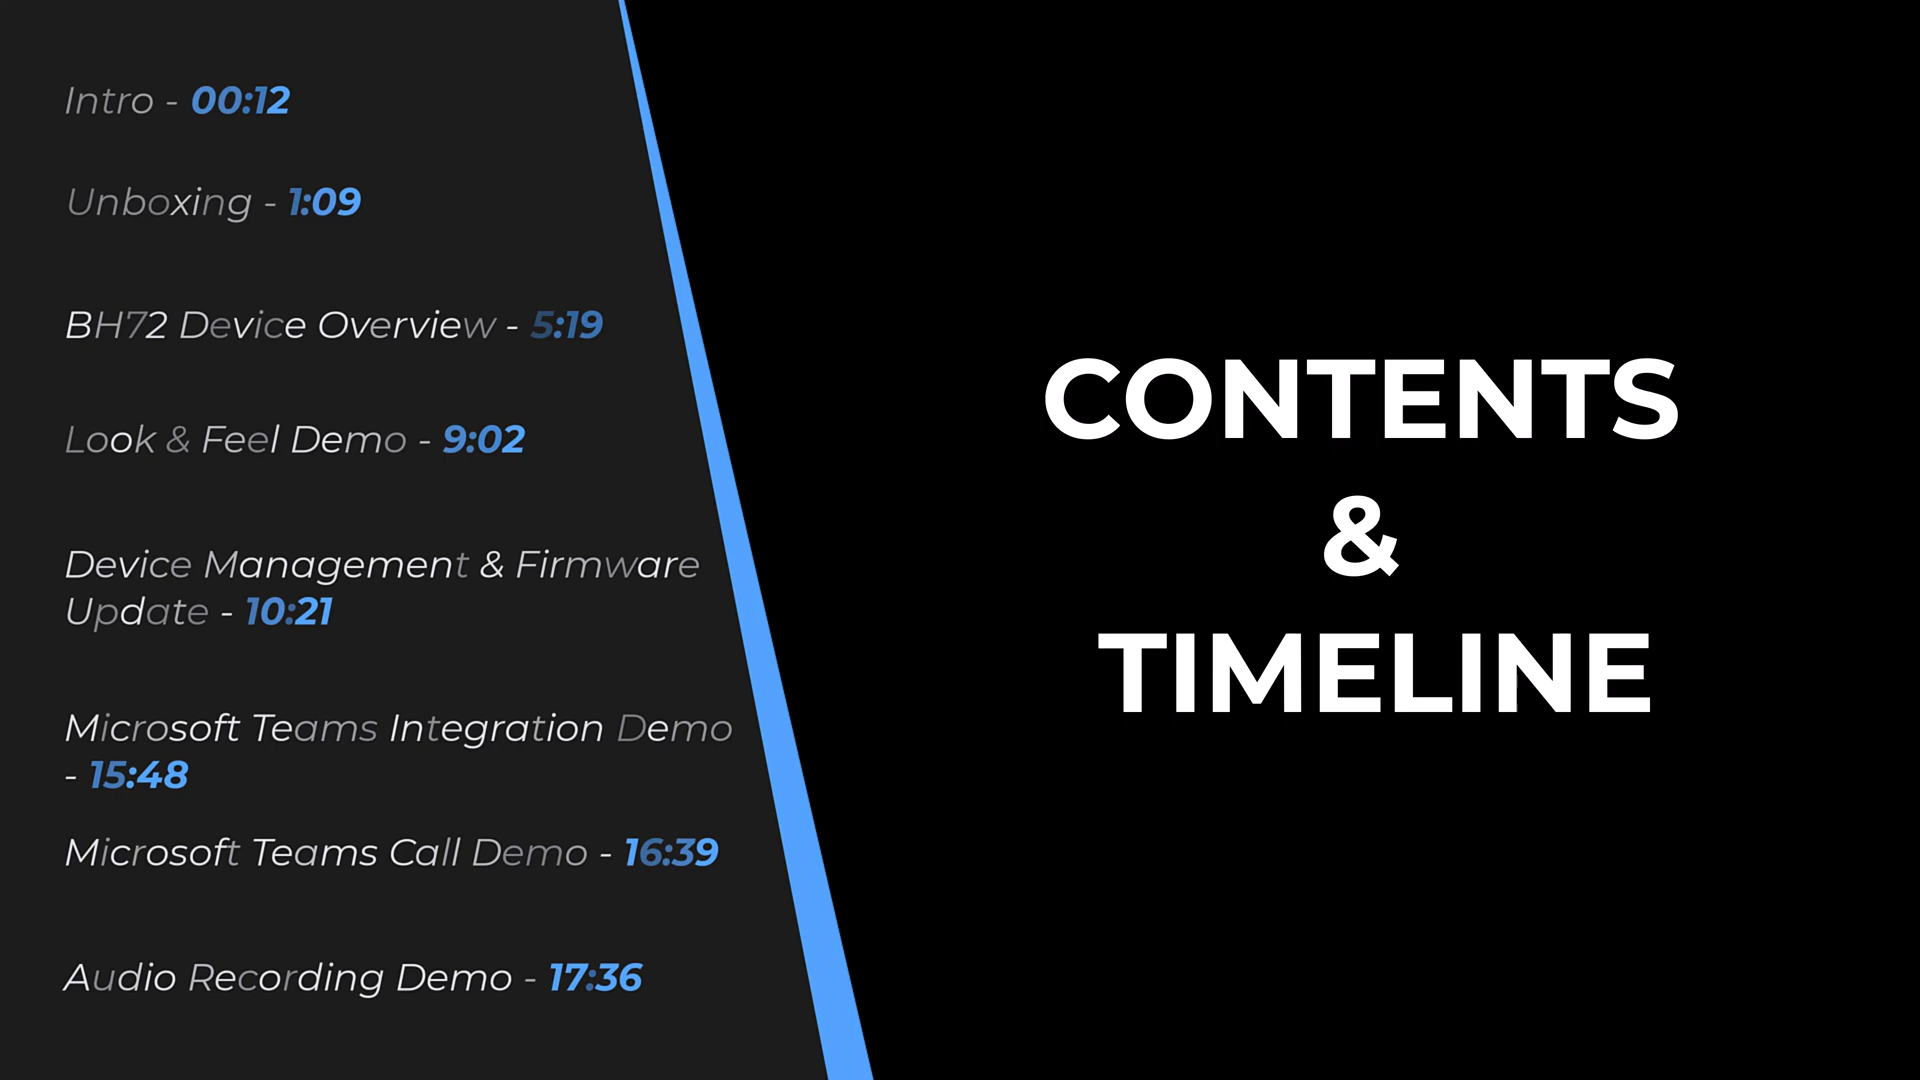 Intro - 00:12
Unboxing - 1:09
BH72 Device Overview - 5:19
Look & Feel Demo - 9:02
Device Management & Firmware
Update - 10:21
Microsoft Teams Integration Demo
- 15:48
Microsoft Teams Call Demo - 16:39
Audio Recording Demo - 17:36
CONTENTS
&
TIMELINE